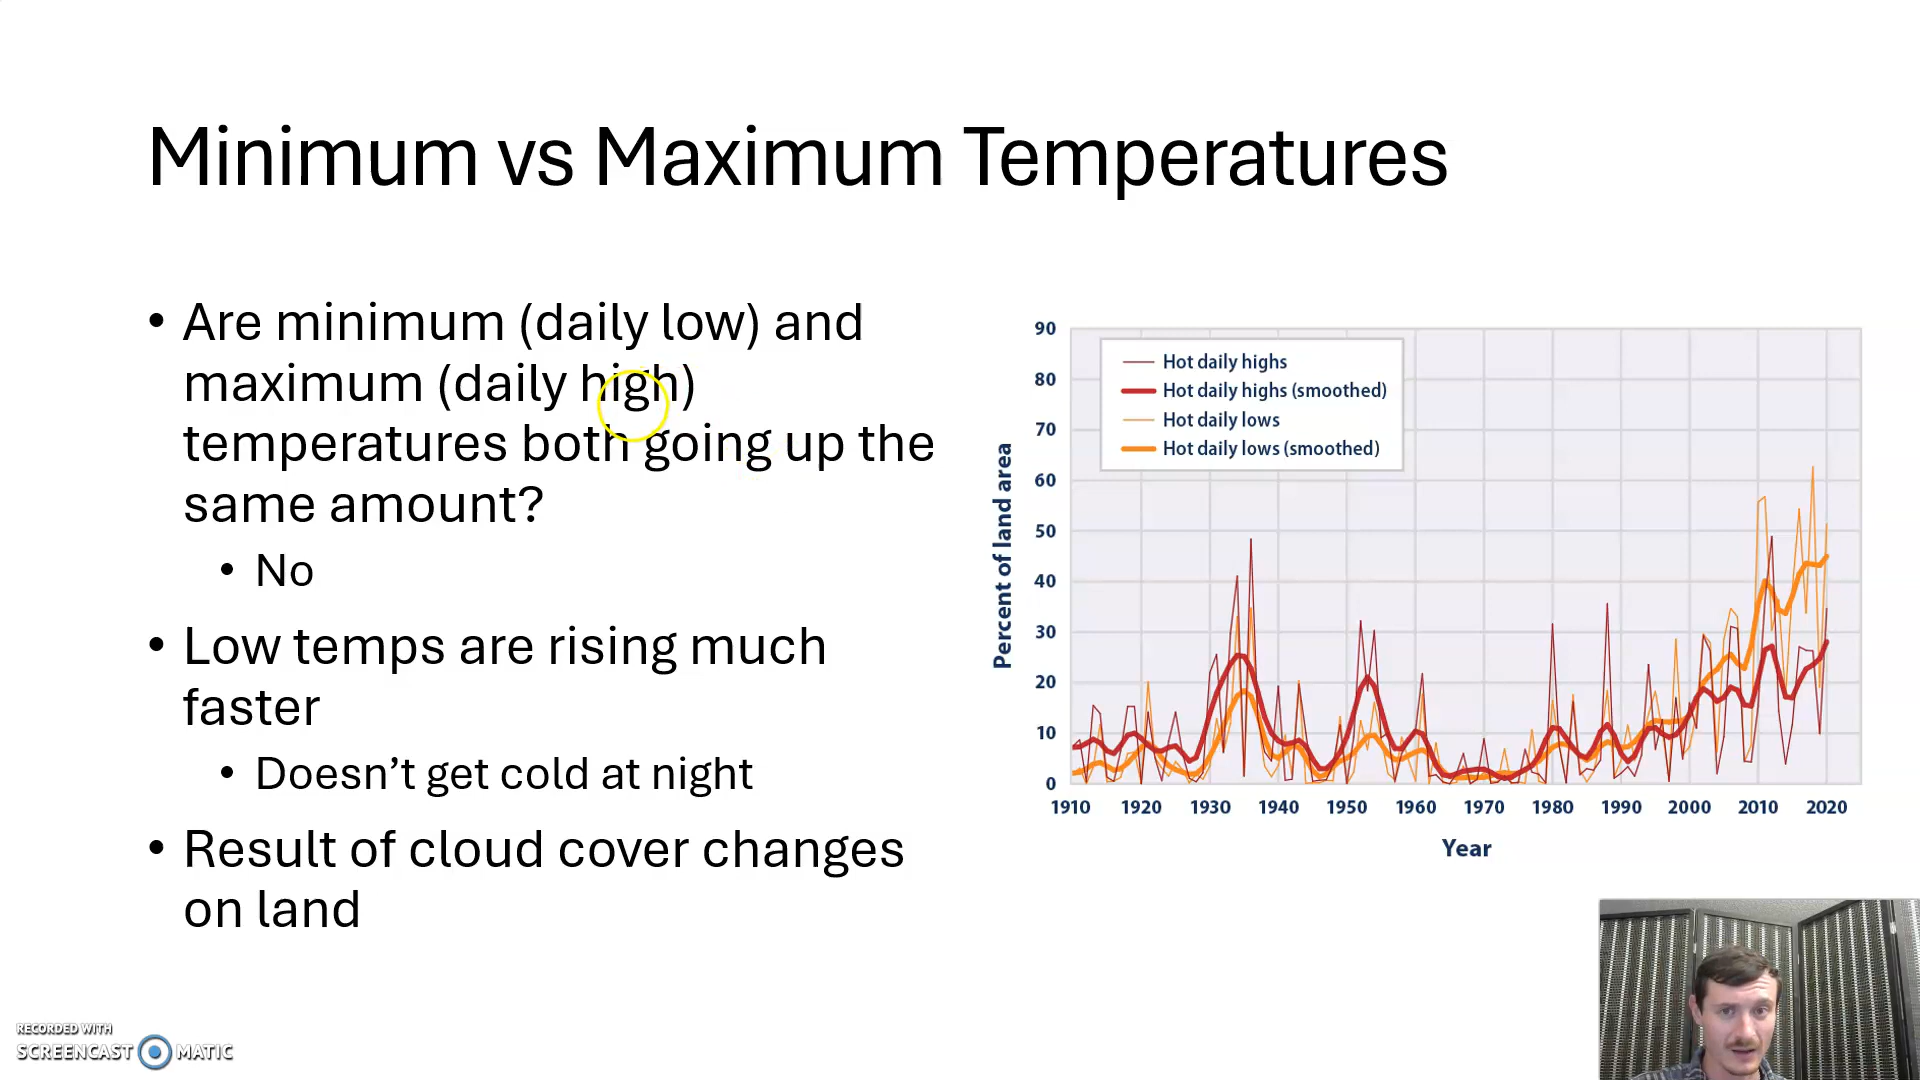 Minimum vs Maximum Temperatures
• Are minimum (daily low) and
maximum (daily high)
temperatures both going up the
same amount?
• No
• Low temps are rising much
faster
• Doesn’t get cold at night
• Result of cloud cover changes
on land
Hot daily highs
Hot daily highs (smoothed)
Hot daily lows
Hot daily lows (smoothed)
Percent of land area
90
80
70
60
50
40
30
20
10
0
1910 1920 1930 1940 1950 1960 1970 1980 1990 2000 2010 2020
Year
RECORDED WITH
SCREENCAST MATIC